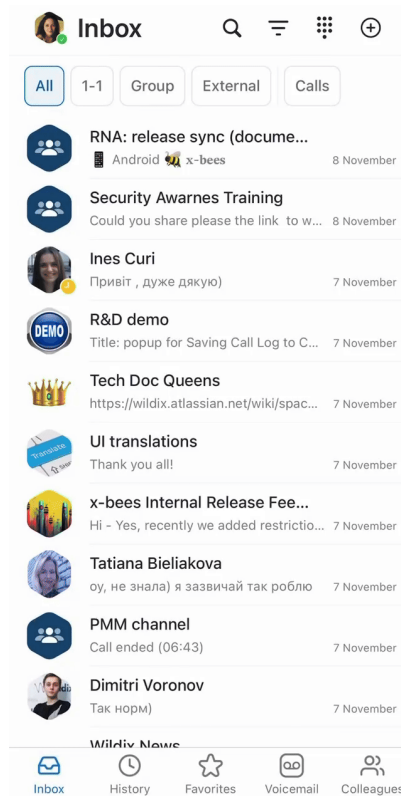 Inbox
All 1-1 Group External Calls
RNA: release sync (docume...
📱 Android 🐝 x-bees 8 November
Security Awarnes Training
Could you share please the link to w... 8 November
Ines Curi
Привіт , дуже дякую) 7 November
DEMO
R&D demo
Title: popup for Saving Call Log to C... 7 November
Tech Doc Queens
https://wildix.atlassian.net/wiki/spac... 7 November
Translate
UI translations
Thank you all! 7 November
x-bees Internal Release Fee...
Hi - Yes, recently we added restrictio... 7 November
Tatiana Bieliakova
оу, не знала) я зазвичай так роблю 7 November
PMM channel
Call ended (06:43) 7 November
Dimitri Voronov
Так норм) 7 November
Wildix News
Inbox History Favorites Voicemail Colleagues